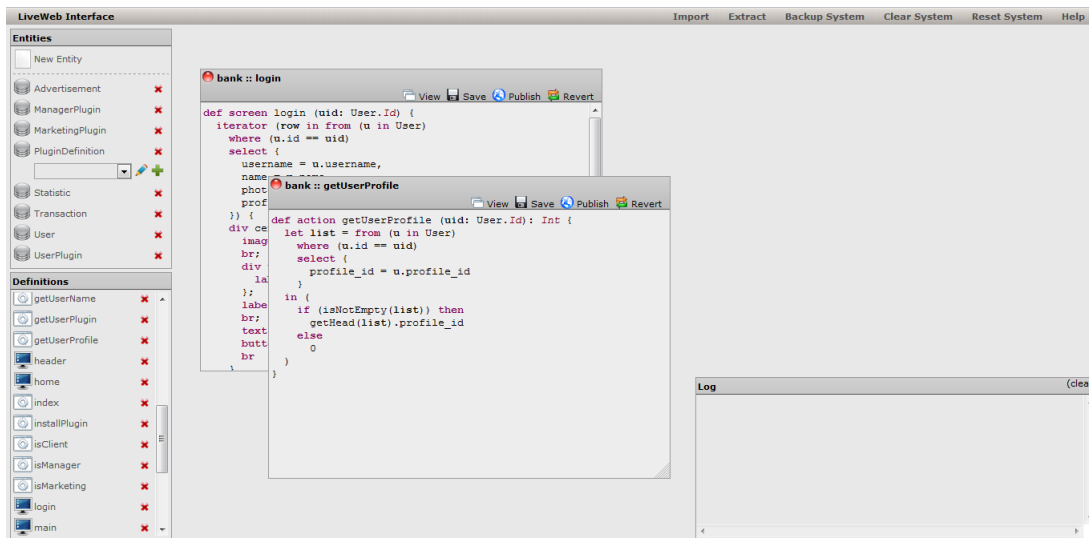 LiveWeb Interface
Import Extract Backup System Clear System Reset System Help
Entities
New Entity
Advertisement
ManagerPlugin
MarketingPlugin
PluginDefinition
Statistic
Transaction
User
UserPlugin
Definitions
getUserName
getUserPlugin
getUserProfile
header
home
index
installPlugin
isClient
isManager
isMarketing
login
main
bank :: login
View Save Publish Revert
def screen login (uid: User.Id) {
iterator (row in from (u in User)
where (u.id == uid)
select {
username = u.username,
name = u.name
phot
prof
}) {
div ce
imag
br;
div
la
};
labe
br;
text
butt
br
}
bank :: getUserProfile
View Save Publish Revert
def action getUserProfile (uid: User.Id): Int {
let list = from (u in User)
where (u.id == uid)
select {
profile_id = u.profile_id
}
in {
if (isNotEmpty(list)) then
getHead(list).profile_id
else
0
}
}
Log
(clea